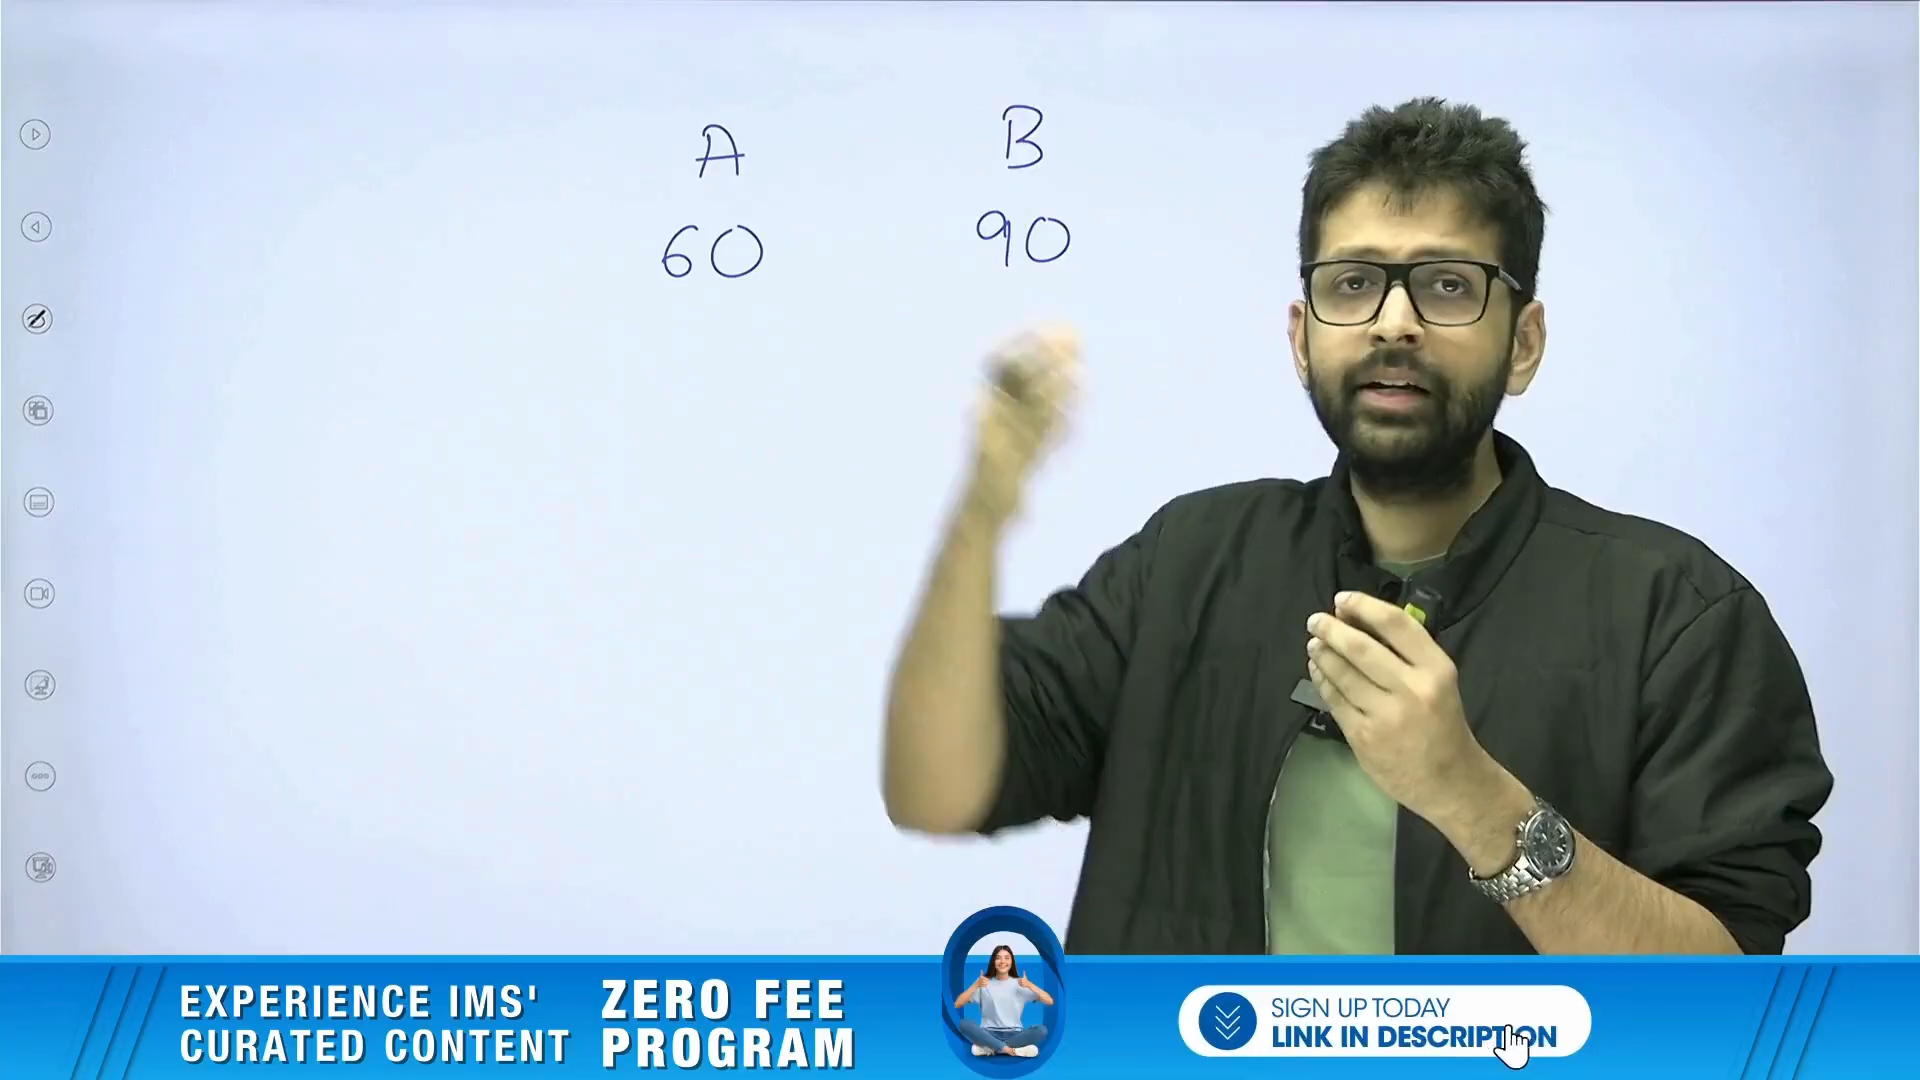 A B
60 90
EXPERIENCE IMS' ZERO FEE
CURATED CONTENT PROGRAM
SIGN UP TODAY
LINK IN DESCRIPTION